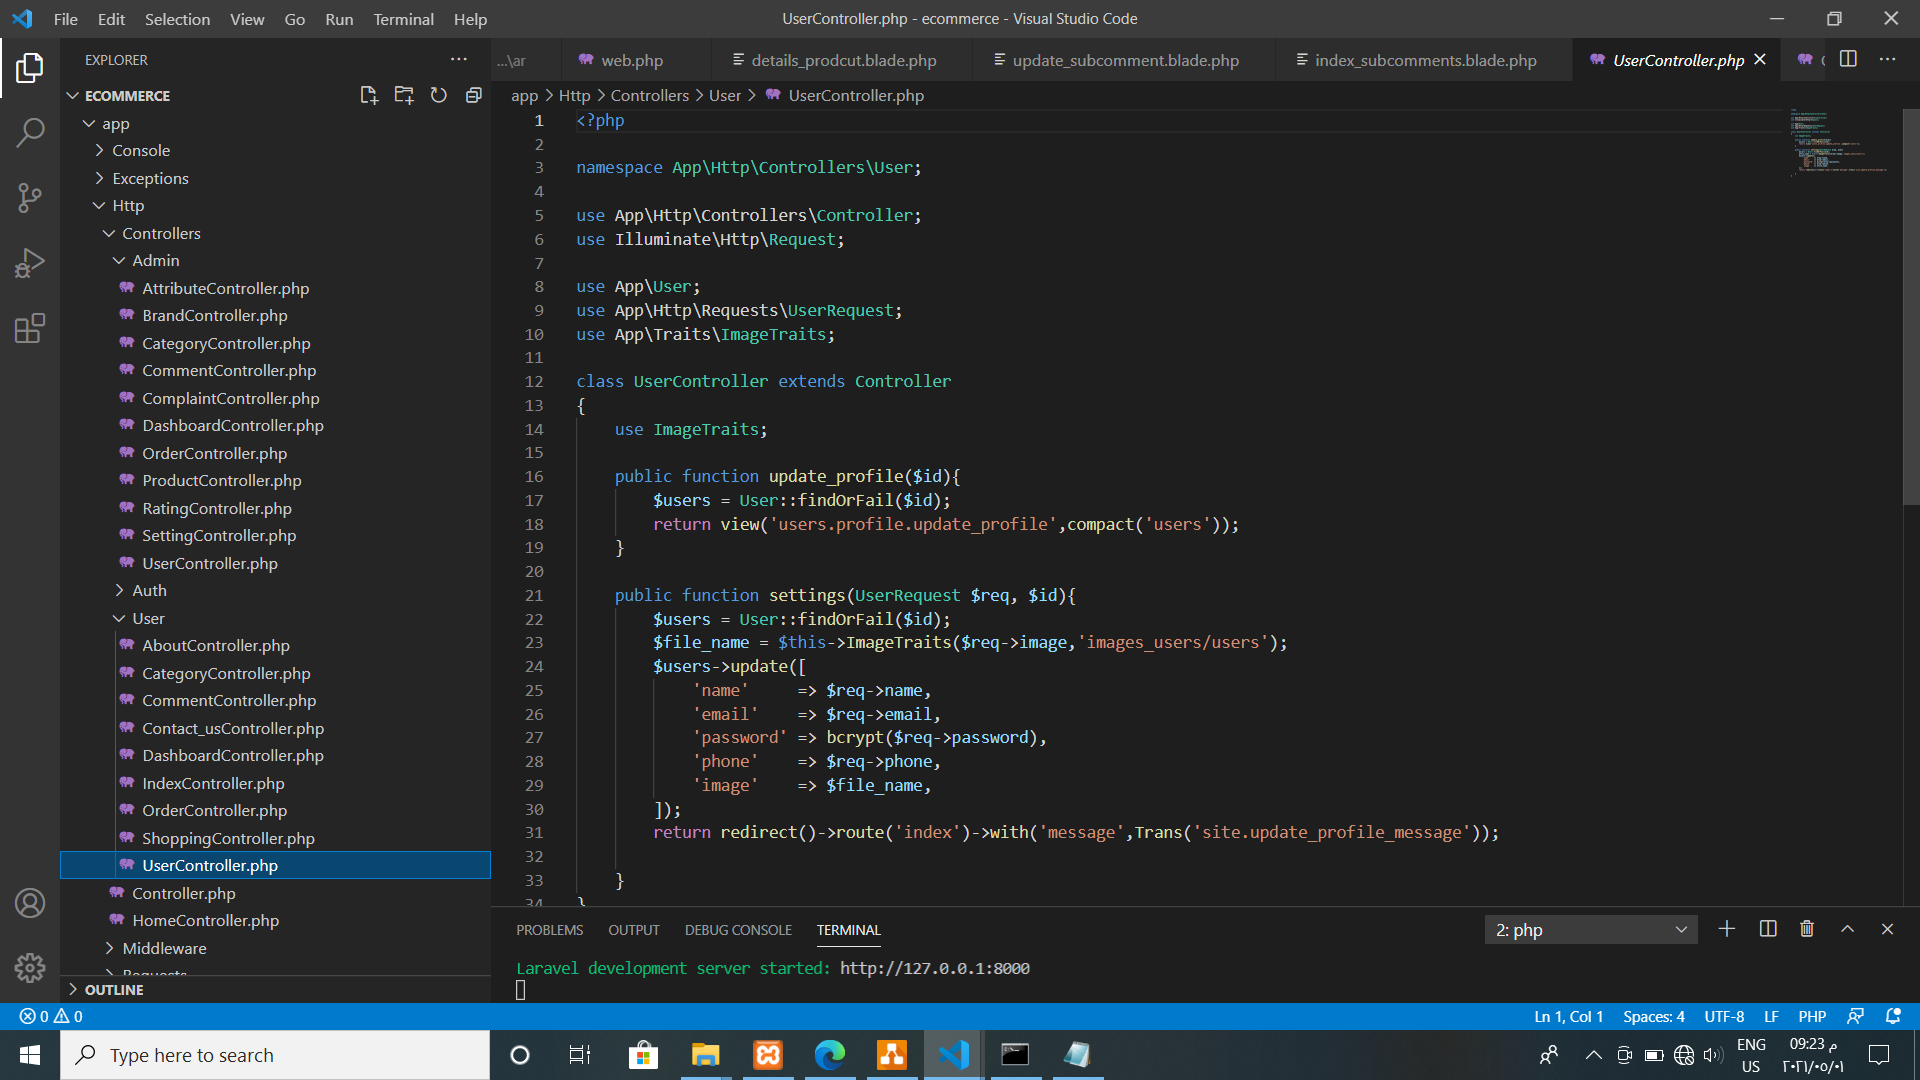 File Edit Selection View Go Run Terminal Help
UserController.php - ecommerce - Visual Studio Code
EXPLORER
ECOMMERCE
app
Console
Exceptions
Http
Controllers
Admin
AttributeController.php
BrandController.php
CategoryController.php
CommentController.php
ComplaintController.php
DashboardController.php
OrderController.php
ProductController.php
RatingController.php
SettingController.php
UserController.php
Auth
User
AboutController.php
CategoryController.php
CommentController.php
Contact_usController.php
DashboardController.php
IndexController.php
OrderController.php
ShoppingController.php
UserController.php
Controller.php
HomeController.php
Middleware
Requests
OUTLINE
...\ar web.php details_prodcut.blade.php update_subcomment.blade.php index_subcomments.blade.php UserController.php
app > Http > Controllers > User > UserController.php
1 <?php
2
3 namespace App\Http\Controllers\User;
4
5 use App\Http\Controllers\Controller;
6 use Illuminate\Http\Request;
7
8 use App\User;
9 use App\Http\Requests\UserRequest;
10 use App\Traits\ImageTraits;
11
12 class UserController extends Controller
13 {
14 use ImageTraits;
15
16 public function update_profile($id){
17 $users = User::findOrFail($id);
18 return view('users.profile.update_profile',compact('users'));
19 }
20
21 public function settings(UserRequest $req, $id){
22 $users = User::findOrFail($id);
23 $file_name = $this->ImageTraits($req->image,'images_users/users');
24 $users->update([
25 'name' => $req->name,
26 'email' => $req->email,
27 'password' => bcrypt($req->password),
28 'phone' => $req->phone,
29 'image' => $file_name,
30 ]);
31 return redirect()->route('index')->with('message',Trans('site.update_profile_message'));
32
33 }
34 }
PROBLEMS OUTPUT DEBUG CONSOLE TERMINAL
2: php
Laravel development server started: http://127.0.0.1:8000
0 0
Ln 1, Col 1 Spaces: 4 UTF-8 LF PHP
Type here to search
ENG
US
09:23 م
٢٠٢١/٠٥/٠١